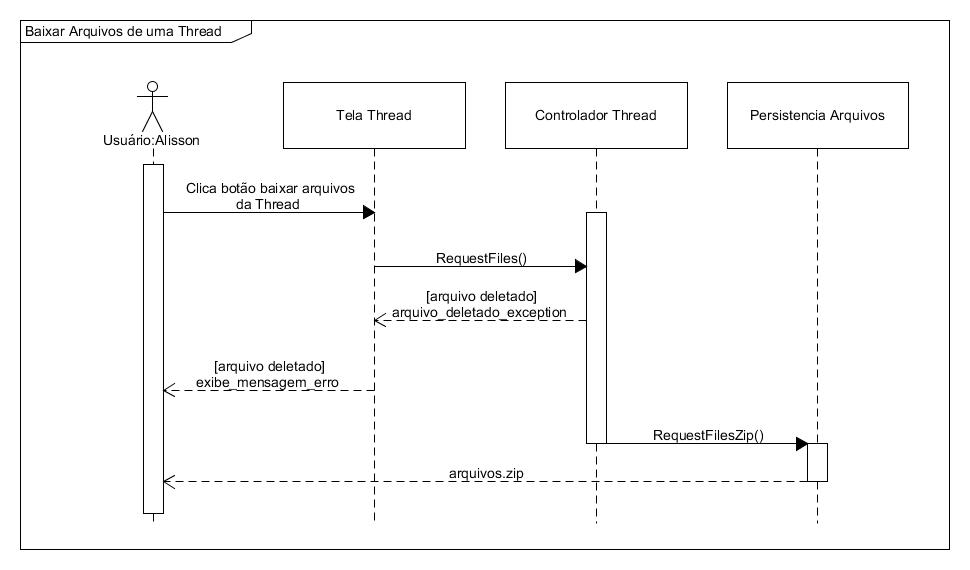 Baixar Arquivos de uma Thread
Usuário:Alisson
Tela Thread
Controlador Thread
Persistencia Arquivos
Clica botão baixar arquivos
da Thread
RequestFiles()
[arquivo deletado]
arquivo_deletado_exception
[arquivo deletado]
exibe_mensagem_erro
RequestFilesZip()
arquivos.zip